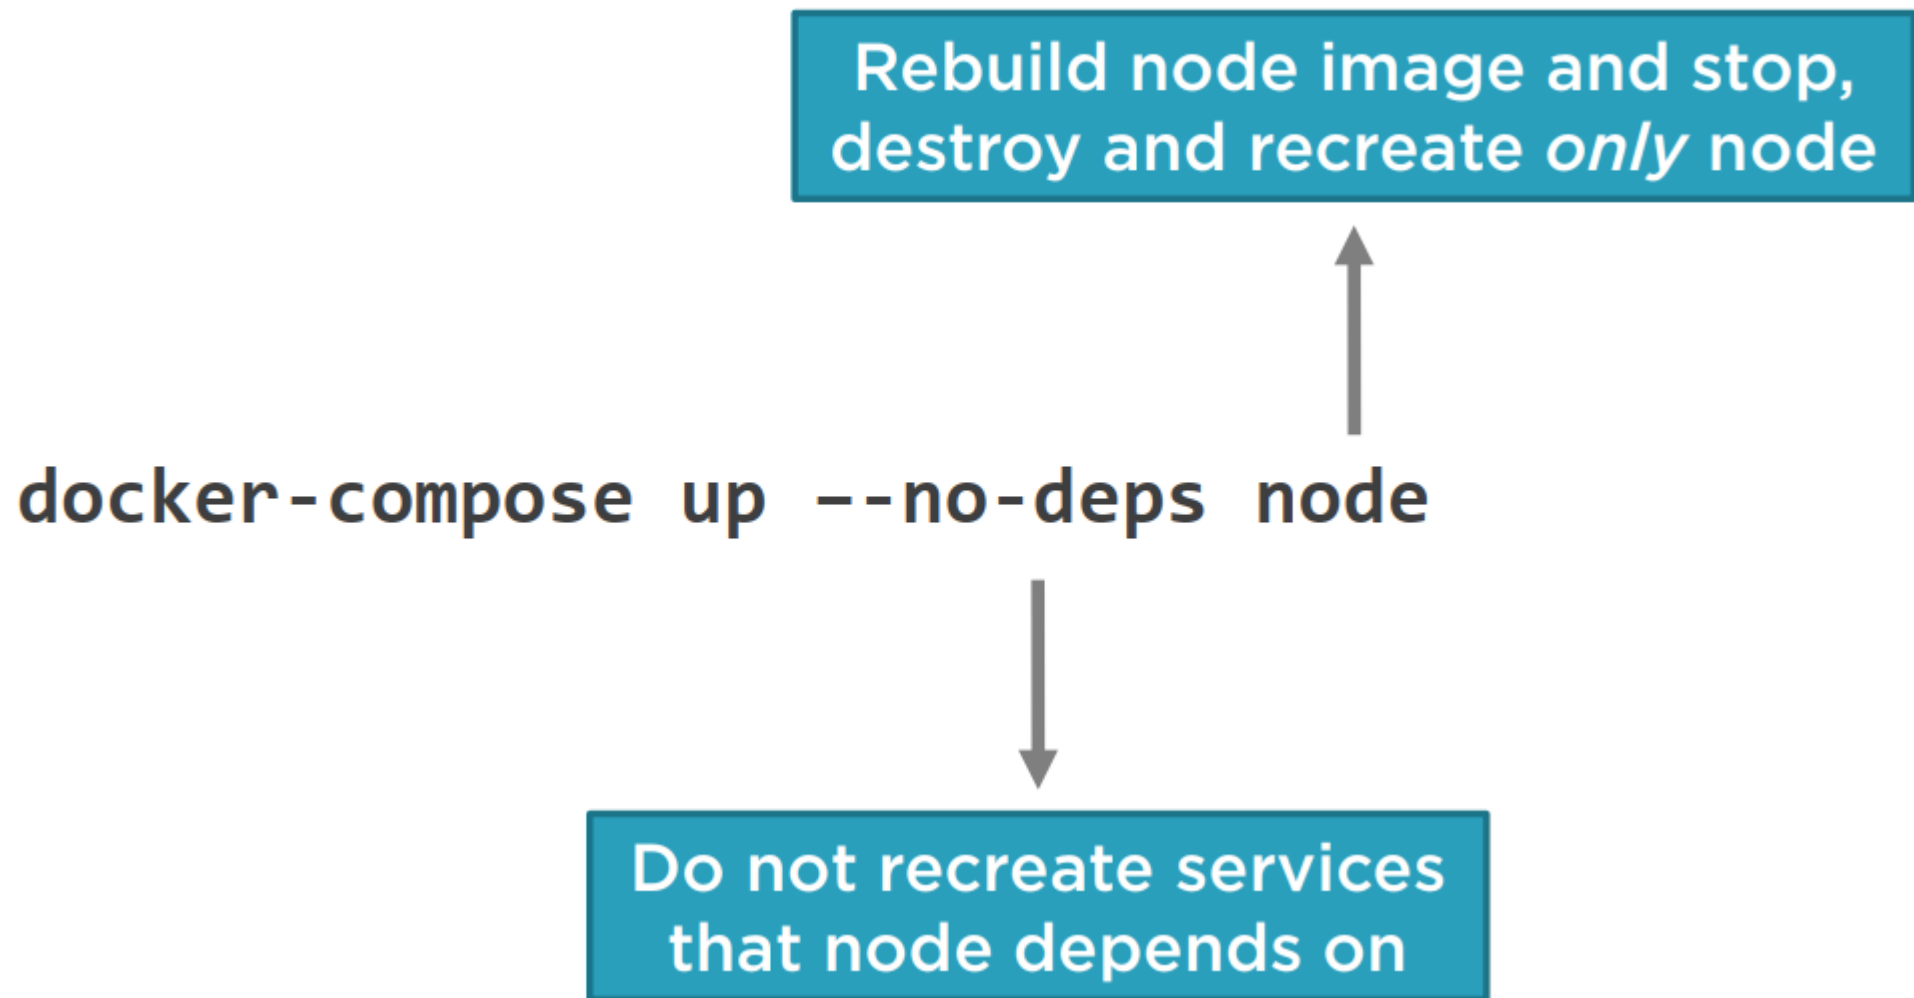 Rebuild node image and stop,
destroy and recreate only node
docker-compose up –-no-deps node
Do not recreate services
that node depends on